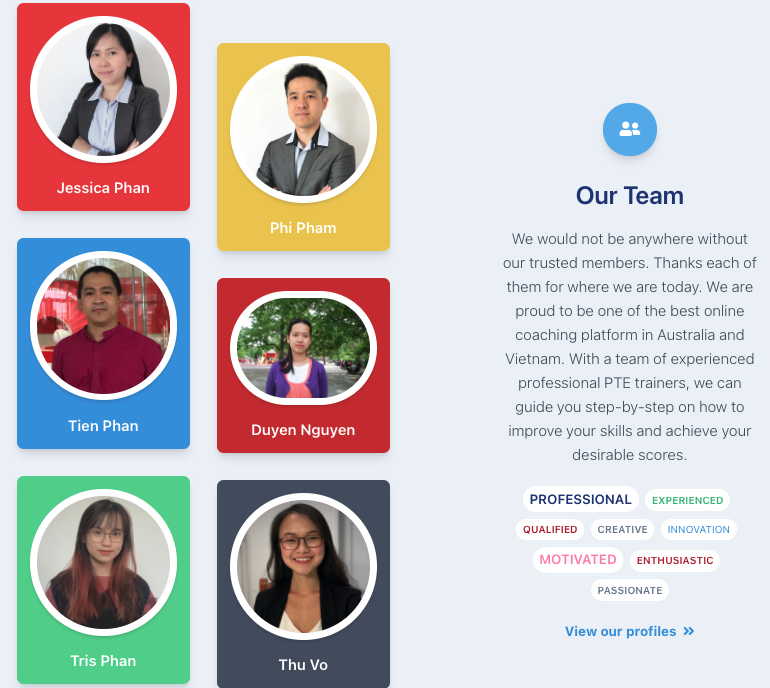 Jessica Phan
Phi Pham
Tien Phan
Duyen Nguyen
Tris Phan
Thu Vo
Our Team
We would not be anywhere without
our trusted members. Thanks each of
them for where we are today. We are
proud to be one of the best online
coaching platform in Australia and
Vietnam. With a team of experienced
professional PTE trainers, we can
guide you step-by-step on how to
improve your skills and achieve your
desirable scores.
PROFESSIONAL EXPERIENCED
QUALIFIED CREATIVE INNOVATION
MOTIVATED ENTHUSIASTIC
PASSIONATE
View our profiles »